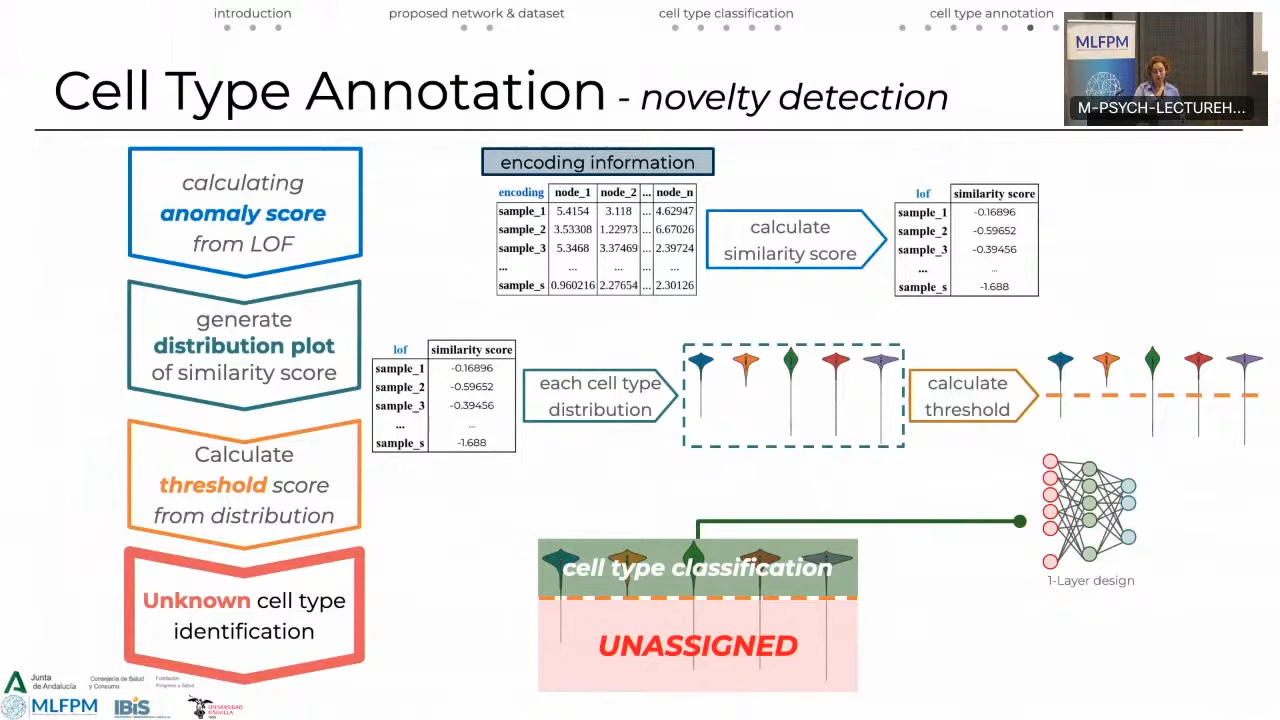 introduction
proposed network & dataset
cell type classification
cell type annotation
MLFPM
M-PSYCH-LECTUREH...
Cell Type Annotation - novelty detection
calculating
anomaly score
from LOF
generate
distribution plot
of similarity score
Calculate
threshold score
from distribution
Unknown cell type
identification
encoding information
encoding node_1 node_2 ... node_n
sample_1 5.4154 3.118 ... 4.62947
sample_2 3.53308 1.22973 ... 6.67026
sample_3 5.3468 3.37469 ... 2.39724
... ... ... ... ...
sample_s 0.960216 2.27654 ... 2.30126
calculate
similarity score
lof similarity score
sample_1 -0.16896
sample_2 -0.59652
sample_3 -0.39456
... ...
sample_s -1.688
lof similarity score
sample_1 -0.16896
sample_2 -0.59652
sample_3 -0.39456
... ...
sample_s -1.688
each cell type
distribution
calculate
threshold
cell type classification
UNASSIGNED
1-Layer design
Junta
de Andalucía
Consejería de Salud
y Consumo
Fundación
Progreso y Salud
MLFPM
IBiS
UNIVERSIDAD
DE SEVILLA